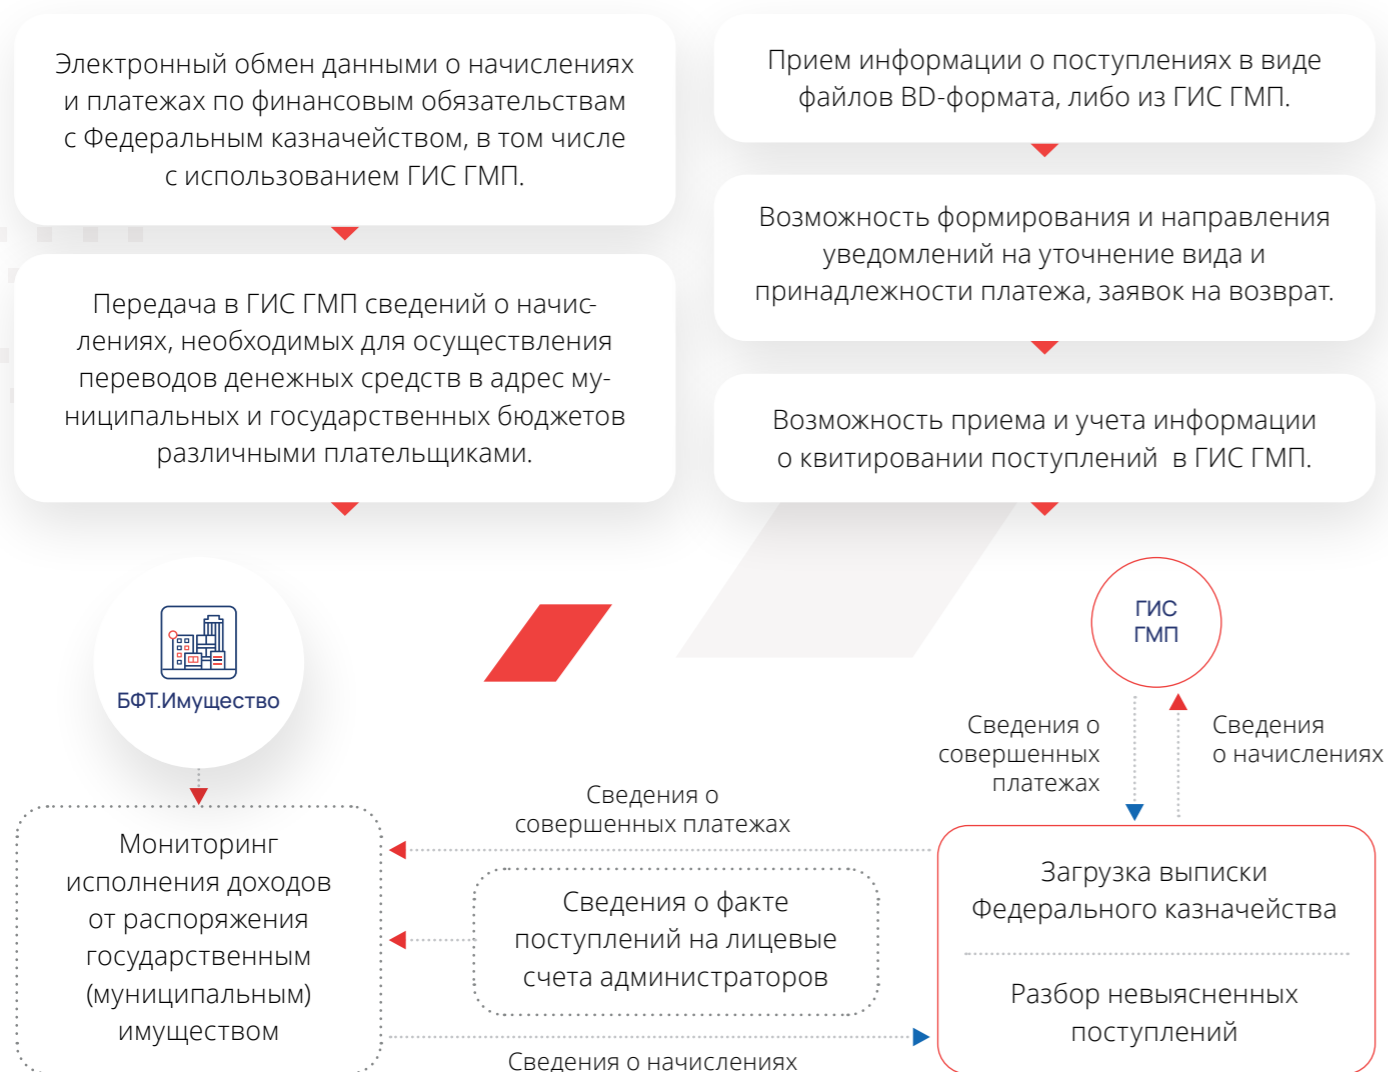 Электронный обмен данными о начислениях
и платежах по финансовым обязательствам
с Федеральным казначейством, в том числе
с использованием ГИС ГМП.
Передача в ГИС ГМП сведений о начис-
лениях, необходимых для осуществления
переводов денежных средств в адрес му-
ниципальных и государственных бюджетов
различными плательщиками.
Прием информации о поступлениях в виде
файлов BD-формата, либо из ГИС ГМП.
Возможность формирования и направления
уведомлений на уточнение вида и
принадлежности платежа, заявок на возврат.
Возможность приема и учета информации
о квитировании поступлений в ГИС ГМП.
БФТ.Имущество
ГИС
ГМП
Сведения о
совершенных
платежах
Сведения
о начислениях
Сведения о
совершенных платежах
Мониторинг
исполнения доходов
от распоряжения
государственным
(муниципальным)
имуществом
Сведения о факте
поступлений на лицевые
счета администраторов
Загрузка выписки
Федерального казначейства
Разбор невыясненных
поступлений
Сведения о начислениях